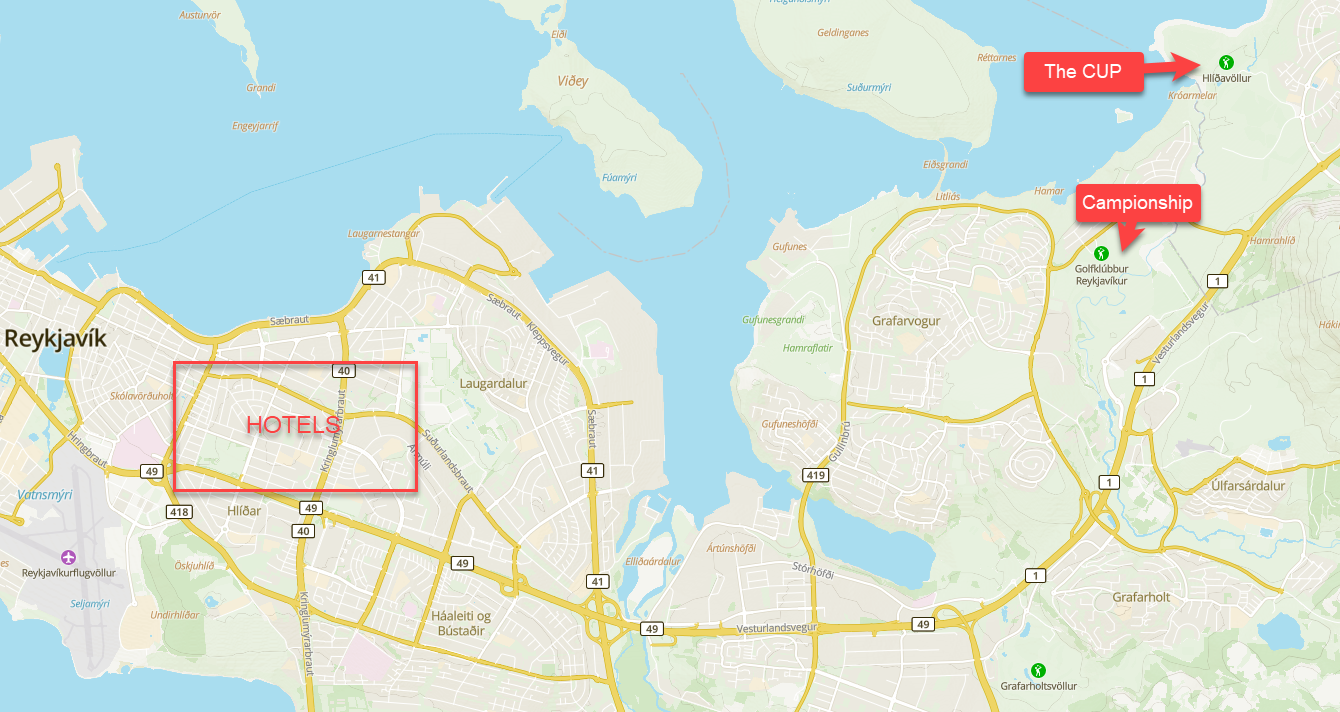 Austurvör
Eiði
Geldinganes
Réttarnes
Viðey
Suðurmýri
The CUP
Hlíðavöllur
Króarmelar
Grandi
Engeyjarrif
Eiðsgrandi
Fúamýri
Hamar
Litliás
Campionship
Laugarnestangar
Gufunes
Hamrahlíð
Golfklúbbur
Reykjavíkur
41
1
Sæbraut
Sæbraut
Kleppsvegur
Gufunesgrandi
Grafarvogur
Vesturlandsvegur
Reykjavík
Hamraflatir
40
1
Laugardalur
Skólavörðuholt
HOTELS
Kringlumýrarbraut
Suðurlandsbraut
Ármúli
Sæbraut
Gufuneshöfði
Gullinbrú
Hringbraut
49
41
419
1
Úlfarsárdalur
Vatnsmýri
418
Hlíðar
49
40
Ártúnshöfði
Reykjavíkurflugvöllur
Öskjuhlíð
49
Elliðaárdalur
Stórhöfði
41
1
Seljamýri
Undirhlíðar
Kringlumýrarbraut
Háaleiti og
Bústaðir
Grafarholt
49
Vesturlandsvegur
49
Grafarholtsvöllur